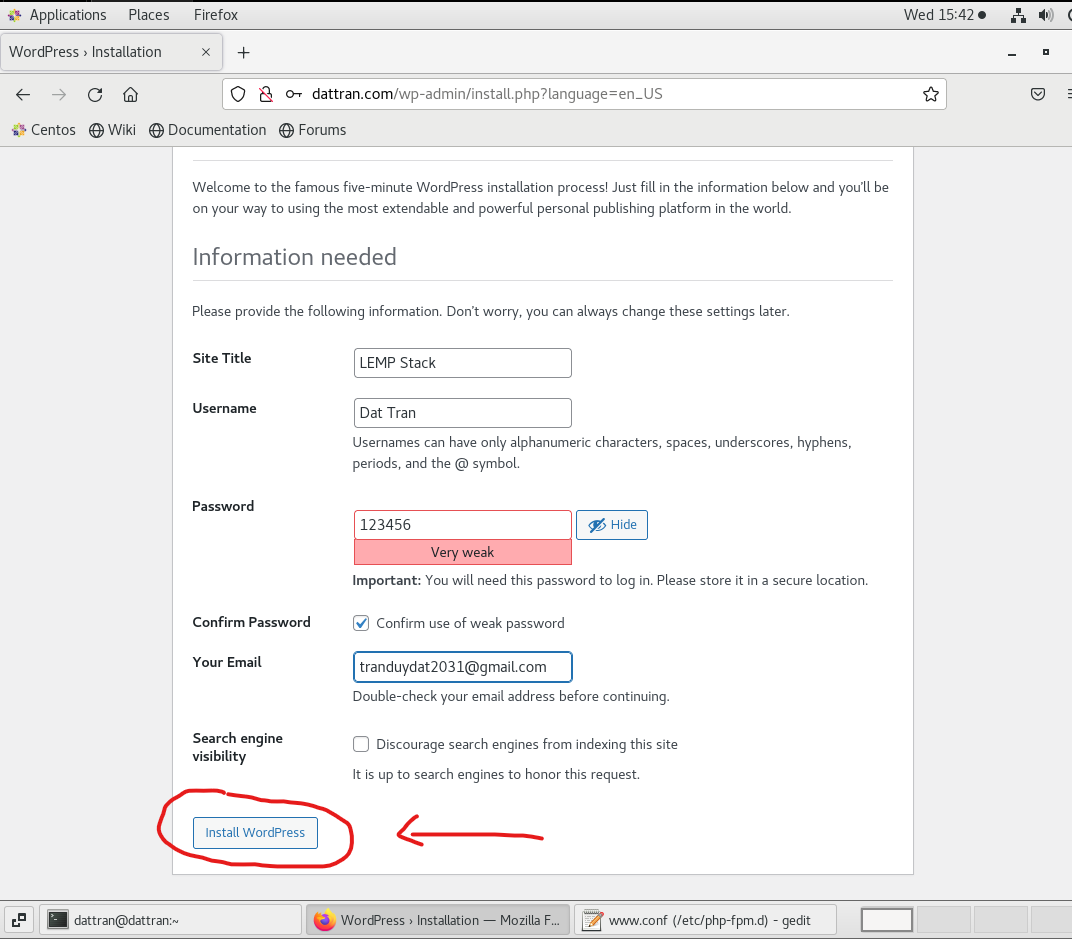 Applications Places Firefox Wed 15:42
WordPress › Installation
dattran.com/wp-admin/install.php?language=en_US
Centos Wiki Documentation Forums
Welcome to the famous five-minute WordPress installation process! Just fill in the information below and you'll be
on your way to using the most extendable and powerful personal publishing platform in the world.
Information needed
Please provide the following information. Don't worry, you can always change these settings later.
Site Title LEMP Stack
Username Dat Tran
Usernames can have only alphanumeric characters, spaces, underscores, hyphens,
periods, and the @ symbol.
Password 123456 Hide
Very weak
Important: You will need this password to log in. Please store it in a secure location.
Confirm Password Confirm use of weak password
Your Email tranduydat2031@gmail.com
Double-check your email address before continuing.
Search engine Discourage search engines from indexing this site
visibility
It is up to search engines to honor this request.
Install WordPress
dattran@dattran:~ WordPress › Installation — Mozilla F... www.conf (/etc/php-fpm.d) - gedit